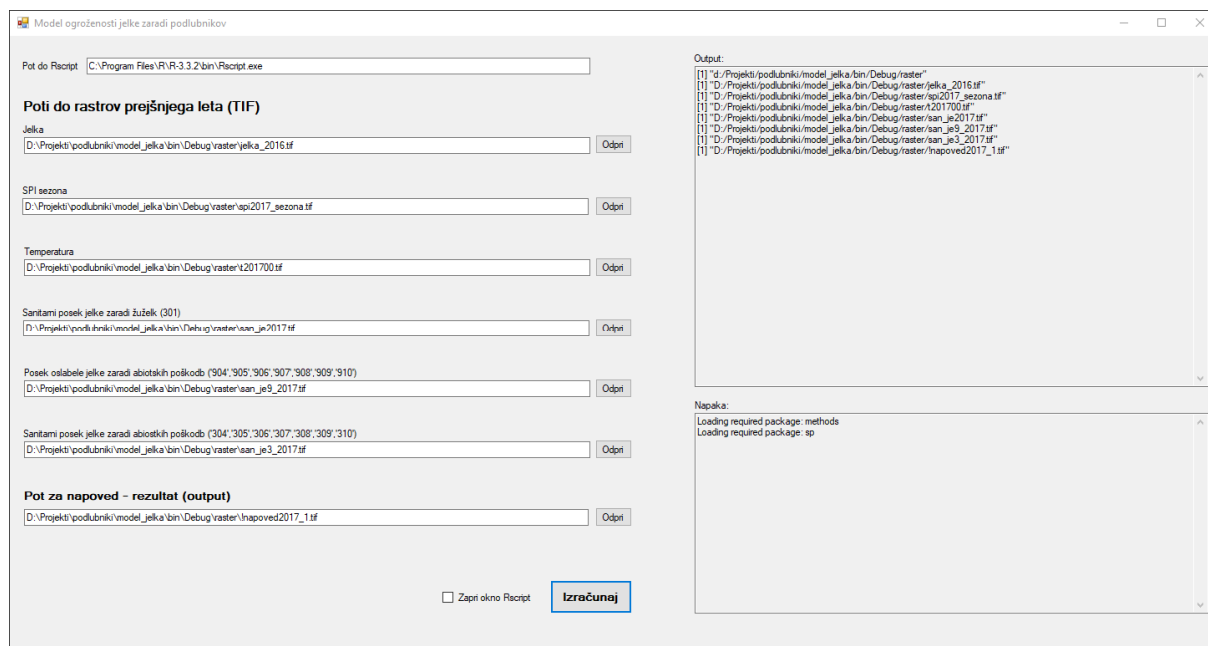 Model ogroženosti jelke zaradi podlubnikov
Pot do Rscript C:\Program Files\R\R-3.3.2\bin\Rscript.exe
Poti do rastrov prejšnjega leta (TIF)
Jelka
D:\Projekti\podlubniki\model_jelka\bin\Debug\raster\jelka_2016.tif Odpri
SPI sezona
D:\Projekti\podlubniki\model_jelka\bin\Debug\raster\spi2017_sezona.tif Odpri
Temperatura
D:\Projekti\podlubniki\model_jelka\bin\Debug\raster\t201700.tif Odpri
Sanitarni posek jelke zaradi žuželk (301)
D:\Projekti\podlubniki\model_jelka\bin\Debug\raster\san_je2017.tif Odpri
Posek oslabele jelke zaradi abiotskih poškodb ('904','905','906','907','908','909','910')
D:\Projekti\podlubniki\model_jelka\bin\Debug\raster\san_je9_2017.tif Odpri
Sanitarni posek jelke zaradi abiostkih poškodb ('304','305','306','307','308','309','310')
D:\Projekti\podlubniki\model_jelka\bin\Debug\raster\san_je3_2017.tif Odpri
Pot za napoved - rezultat (output)
D:\Projekti\podlubniki\model_jelka\bin\Debug\raster\!napoved2017_1.tif Odpri
Zapri okno Rscript Izračunaj
Output:
[1] "d:/Projekti/podlubniki/model_jelka/bin/Debug/raster"
[1] "D:/Projekti/podlubniki/model_jelka/bin/Debug/raster/jelka_2016.tif"
[1] "D:/Projekti/podlubniki/model_jelka/bin/Debug/raster/spi2017_sezona.tif"
[1] "D:/Projekti/podlubniki/model_jelka/bin/Debug/raster/t201700.tif"
[1] "D:/Projekti/podlubniki/model_jelka/bin/Debug/raster/san_je2017.tif"
[1] "D:/Projekti/podlubniki/model_jelka/bin/Debug/raster/san_je9_2017.tif"
[1] "D:/Projekti/podlubniki/model_jelka/bin/Debug/raster/san_je3_2017.tif"
[1] "D:/Projekti/podlubniki/model_jelka/bin/Debug/raster/!napoved2017_1.tif"
Napaka:
Loading required package: methods
Loading required package: sp